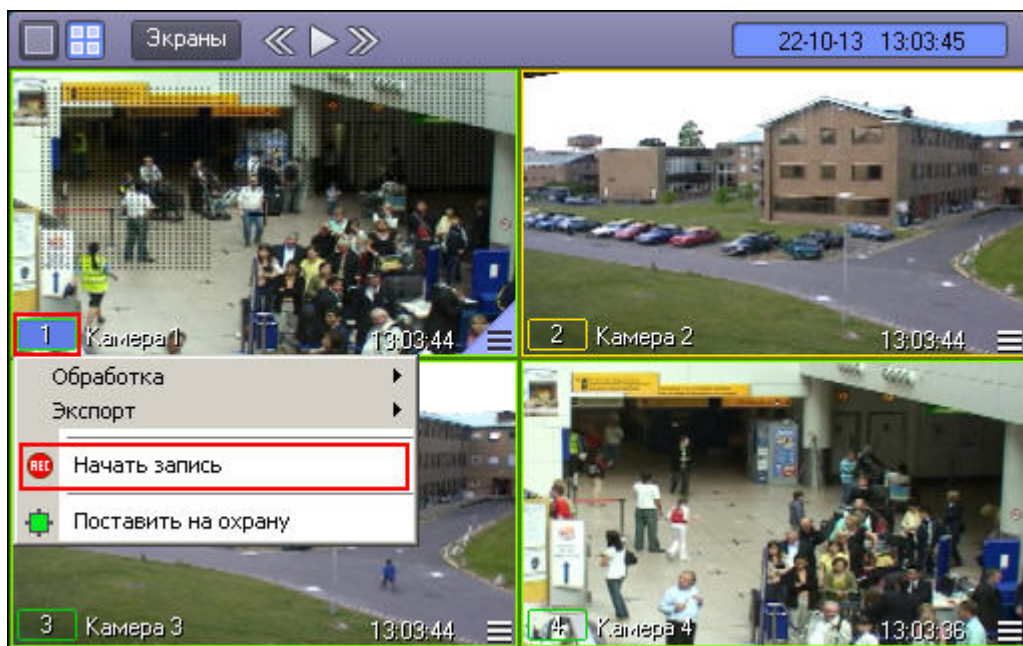 Экраны
22-10-13 13:03:45
1 Камера 1 13:03:44
2 Камера 2 13:03:44
Обработка
Экспорт
REC Начать запись
Поставить на охрану
3 Камера 3 13:03:44
4 Камера 4 13:03:36